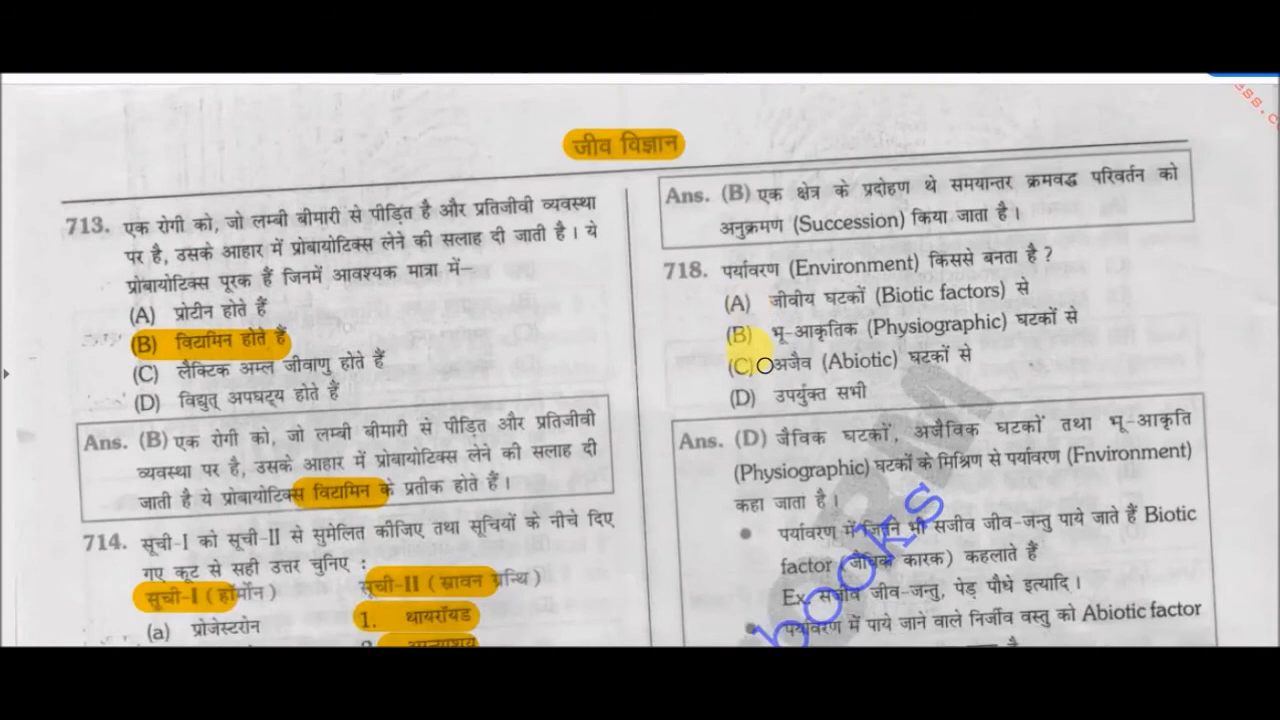 जीव विज्ञान
713. एक रोगी को, जो लम्बी बीमारी से पीड़ित है और प्रतिजीवी व्यवस्था
पर है, उसके आहार में प्रोबायोटिक्स लेने की सलाह दी जाती है। ये
प्रोबायोटिक्स पूरक हैं जिनमें आवश्यक मात्रा में–
(A) प्रोटीन होते हैं
(B) विटामिन होते हैं
(C) लैक्टिक अम्ल जीवाणु होते हैं
(D) विद्युत् अपघट्य होते हैं
Ans. (B) एक रोगी को, जो लम्बी बीमारी से पीड़ित और प्रतिजीवी
व्यवस्था पर है, उसके आहार में प्रोबायोटिक्स लेने की सलाह दी
जाती है ये प्रोबायोटिक्स विटामिन के प्रतीक होते हैं।
714. सूची-I को सूची-II से सुमेलित कीजिए तथा सूचियों के नीचे दिए
गए कूट से सही उत्तर चुनिए :
सूची-I (हॉर्मोन) सूची-II (स्रावन ग्रन्थि)
(a) प्रोजेस्टरोन 1. थायरॉयड
Ans. (B) एक क्षेत्र के प्रदोहण थे समयान्तर क्रमवद्ध परिवर्तन को
अनुक्रमण (Succession) किया जाता है।
718. पर्यावरण (Environment) किससे बनता है?
(A) जीवीय घटकों (Biotic factors) से
(B) भू-आकृतिक (Physiographic) घटकों से
(C) अजैव (Abiotic) घटकों से
(D) उपर्युक्त सभी
Ans. (D) जैविक घटकों, अजैविक घटकों तथा भू-आकृति
(Physiographic) घटकों के मिश्रिण से पर्यावरण (Fnvironment)
कहा जाता है।
• पर्यावरण में जितने भी सजीव जीव-जन्तु पाये जाते हैं Biotic
factor (जैविक कारक) कहलाते हैं
Ex. सजीव जीव-जन्तु, पेड़ पौधे इत्यादि।
• पर्यावरण में पाये जाने वाले निर्जीव वस्तु को Abiotic factor
books
ess.c